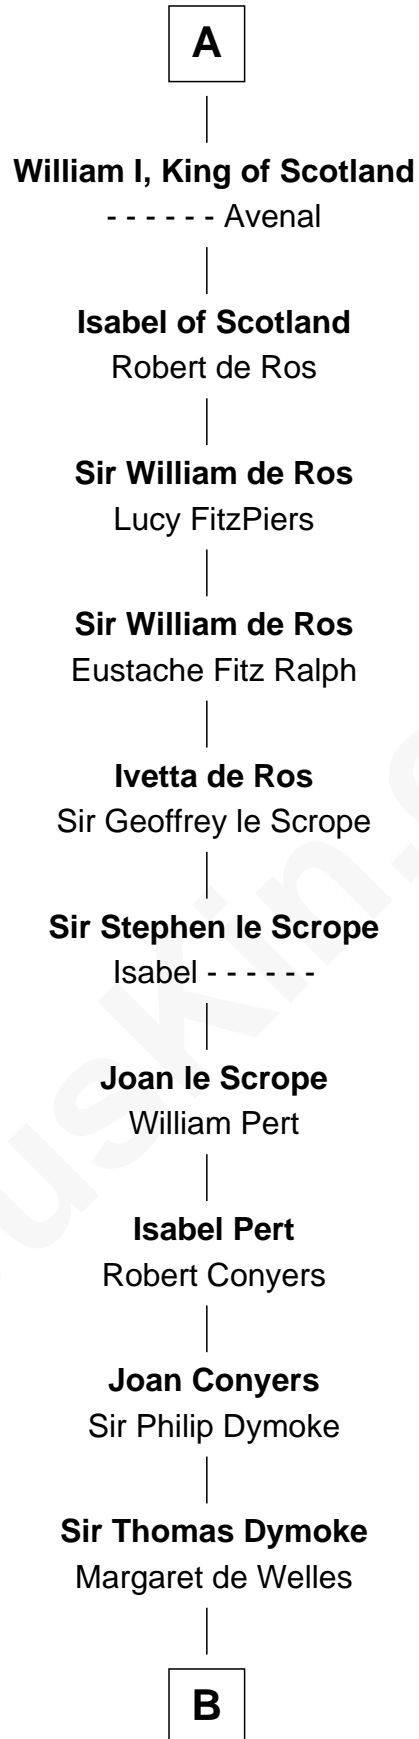 A
William I, King of Scotland
- - - - - - Avenal
Isabel of Scotland
Robert de Ros
Sir William de Ros
Lucy FitzPiers
Sir William de Ros
Eustache Fitz Ralph
Ivetta de Ros
Sir Geoffrey le Scrope
Sir Stephen le Scrope
Isabel - - - - - -
Joan le Scrope
William Pert
Isabel Pert
Robert Conyers
Joan Conyers
Sir Philip Dymoke
Sir Thomas Dymoke
Margaret de Welles
B